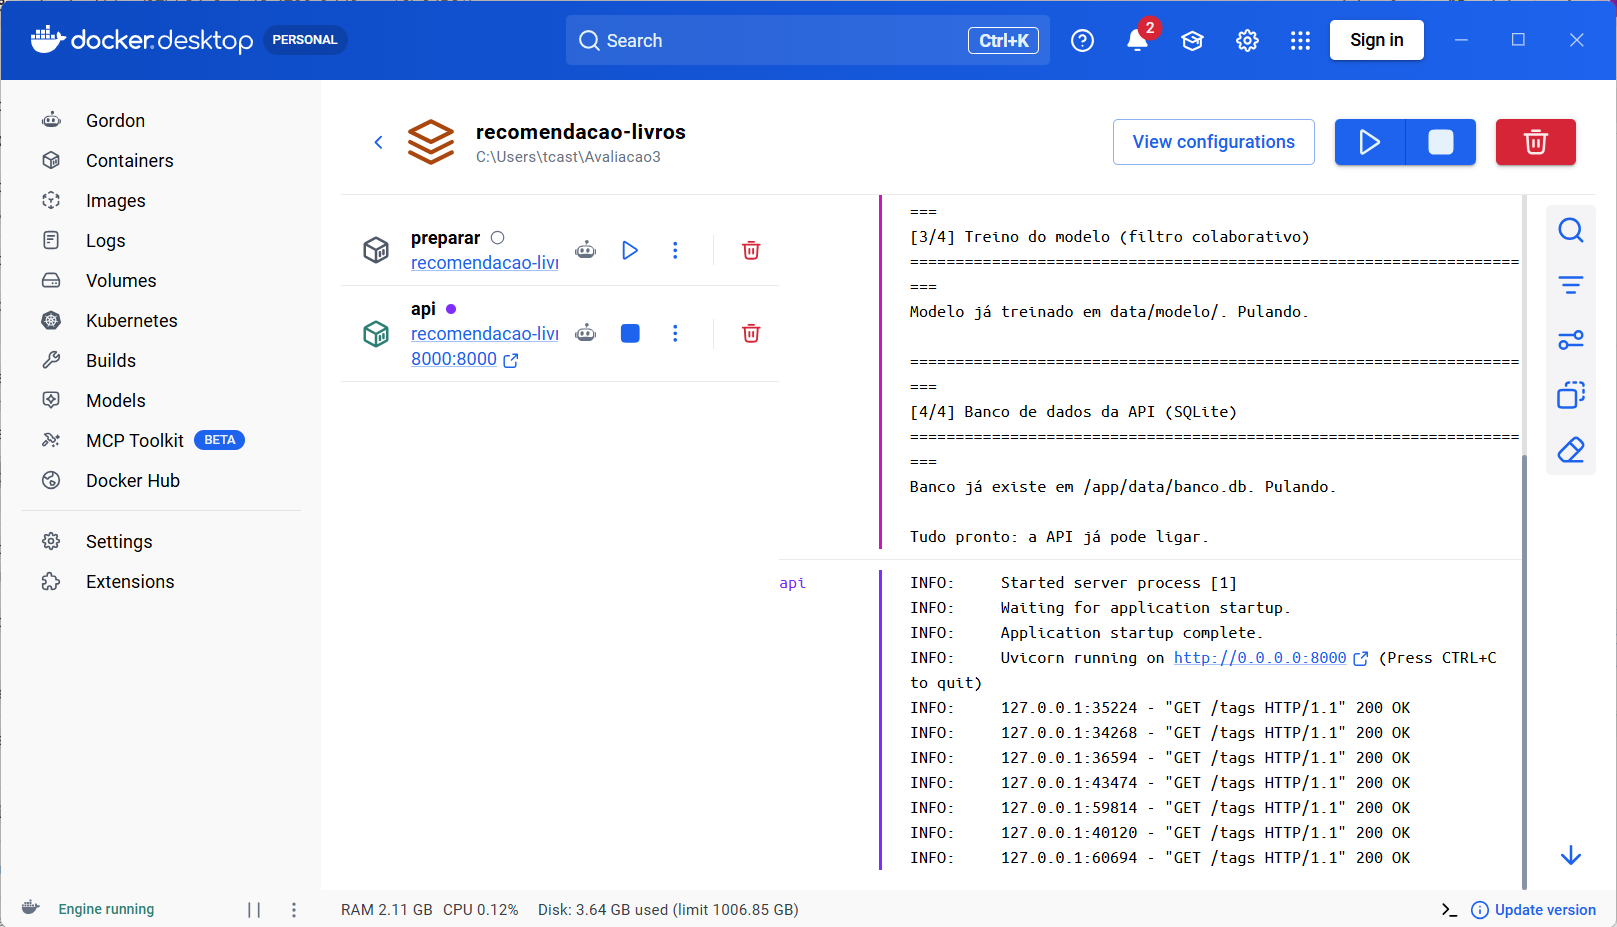 docker.desktop PERSONAL
Search Ctrl+K
2
Sign in
Gordon
Containers
Images
Logs
Volumes
Kubernetes
Builds
Models
MCP Toolkit BETA
Docker Hub
Settings
Extensions
recomendacao-livros
C:\Users\tcast\Avaliacao3
View configurations
preparar
recomendacao-livr
api
recomendacao-livr
8000:8000
===
[3/4] Treino do modelo (filtro colaborativo)
===================================================================
===
Modelo já treinado em data/modelo/. Pulando.
===================================================================
===
[4/4] Banco de dados da API (SQLite)
===================================================================
===
Banco já existe em /app/data/banco.db. Pulando.
Tudo pronto: a API já pode ligar.
api
INFO: Started server process [1]
INFO: Waiting for application startup.
INFO: Application startup complete.
INFO: Uvicorn running on http://0.0.0.0:8000 (Press CTRL+C
to quit)
INFO: 127.0.0.1:35224 - "GET /tags HTTP/1.1" 200 OK
INFO: 127.0.0.1:34268 - "GET /tags HTTP/1.1" 200 OK
INFO: 127.0.0.1:36594 - "GET /tags HTTP/1.1" 200 OK
INFO: 127.0.0.1:43474 - "GET /tags HTTP/1.1" 200 OK
INFO: 127.0.0.1:59814 - "GET /tags HTTP/1.1" 200 OK
INFO: 127.0.0.1:40120 - "GET /tags HTTP/1.1" 200 OK
INFO: 127.0.0.1:60694 - "GET /tags HTTP/1.1" 200 OK
Engine running
RAM 2.11 GB CPU 0.12% Disk: 3.64 GB used (limit 1006.85 GB)
Update version